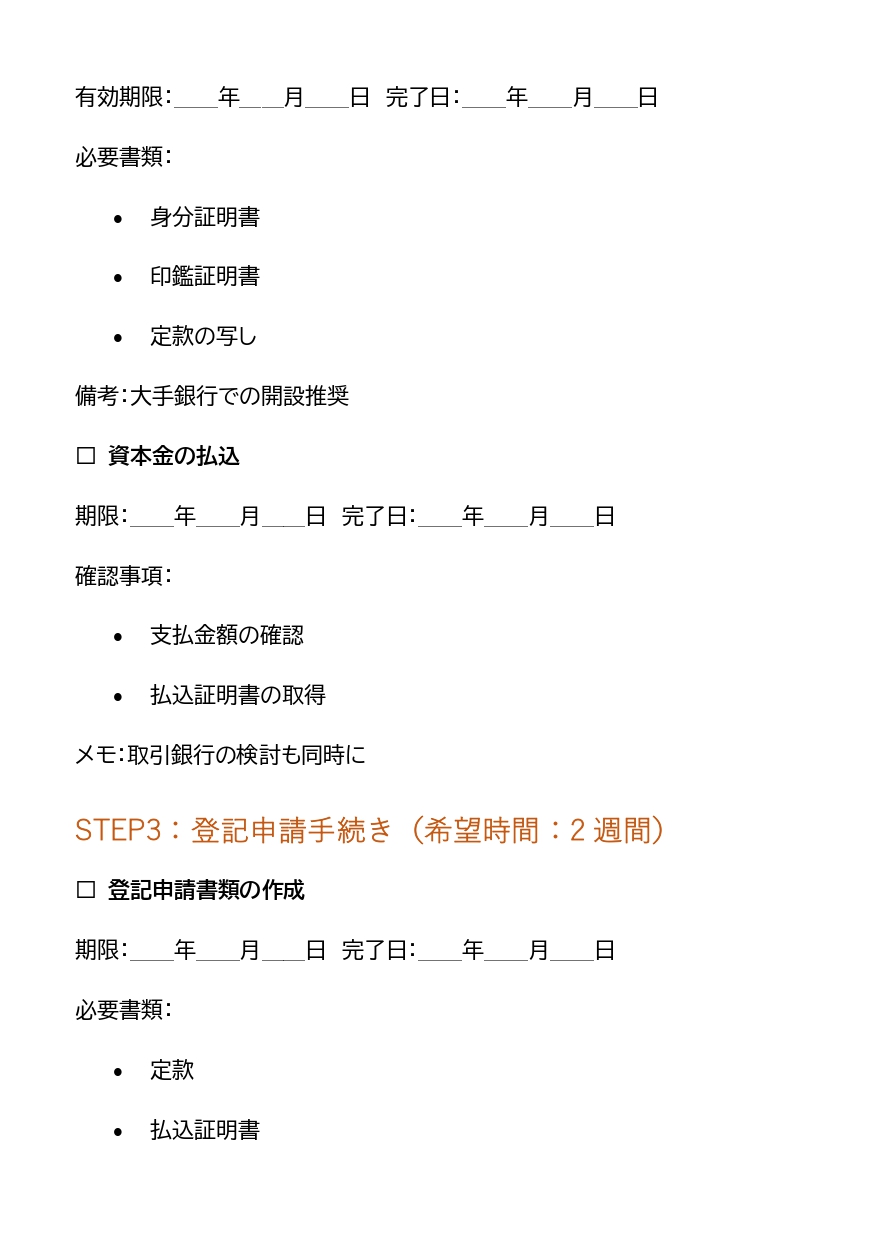 有効期限：____年____月____日 完了日：____年____月____日
必要書類：
• 身分証明書
• 印鑑証明書
• 定款の写し
備考：大手銀行での開設推奨
□ 資本金の払込
期限：____年____月____日 完了日：____年____月____日
確認事項：
• 支払金額の確認
• 払込証明書の取得
メモ：取引銀行の検討も同時に
STEP3：登記申請手続き（希望時間：2 週間）
□ 登記申請書類の作成
期限：____年____月____日 完了日：____年____月____日
必要書類：
• 定款
• 払込証明書